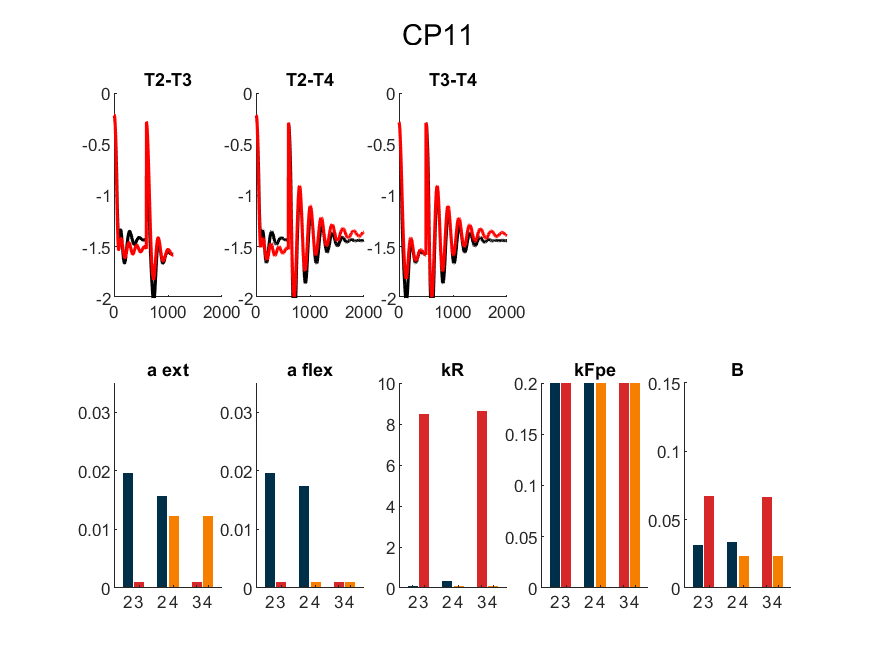 CP11
T2-T3 T2-T4 T3-T4
0 0 0
-0.5 -0.5 -0.5
-1 -1 -1
-1.5 -1.5 -1.5
-2 -2 -2
0 1000 2000 0 1000 2000 0 1000 2000
a ext a flex kR kFpe B
10 0.2 0.15
0.03 0.03 8 0.15
0.02 0.02 6 0.1 0.1
0.01 0.01 4 0.05
2 0.05
0 0 0 0 0
23 24 34 23 24 34 23 24 34 23 24 34 23 24 34